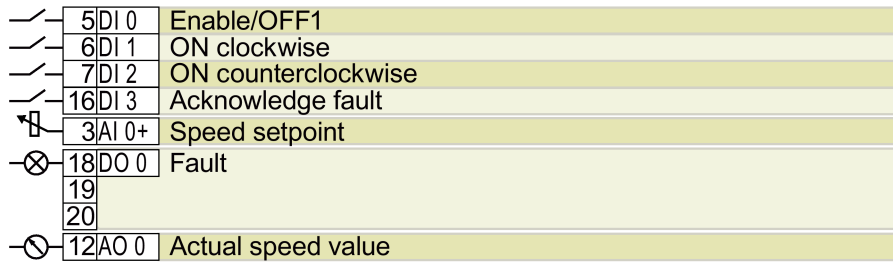 5 DI 0 Enable/OFF1
6 DI 1 ON clockwise
7 DI 2 ON counterclockwise
16 DI 3 Acknowledge fault
3 AI 0+ Speed setpoint
18 DO 0 Fault
19
20
12 AO 0 Actual speed value